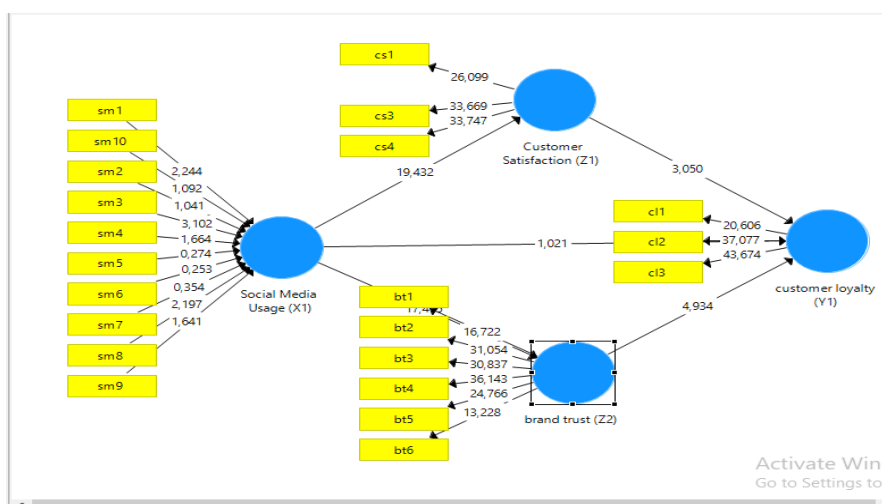 cs1
26,099
cs3
33,669
cs4
33,747
Customer
Satisfaction (Z1)
sm1
sm10
sm2
sm3
sm4
sm5
sm6
sm7
sm8
sm9
2,244
1,092
1,041
3,102
1,664
0,274
0,253
0,354
2,197
1,641
Social Media
Usage (X1)
19,432
3,050
1,021
cl1
cl2
cl3
20,606
37,077
43,674
customer loyalty
(Y1)
bt1
bt2
bt3
bt4
bt5
bt6
16,722
31,054
30,837
36,143
24,766
13,228
4,934
brand trust (Z2)
Activate Win
Go to Settings to